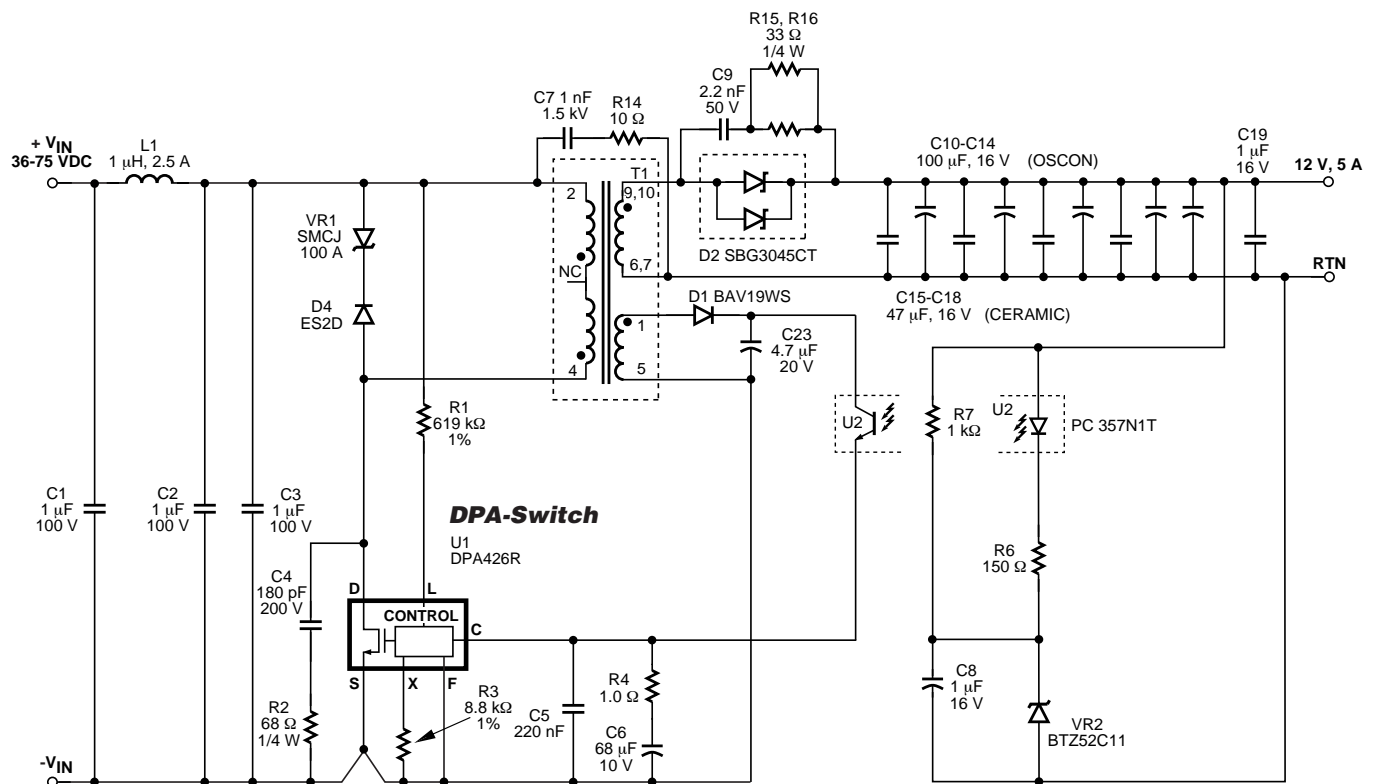 R15, R16
33 Ω
1/4 W
C9
2.2 nF
50 V
C7 1 nF
1.5 kV
R14
10 Ω
+ VIN
36-75 VDC
L1
1 µH, 2.5 A
C10-C14
100 µF, 16 V (OSCON)
C19
1 µF
16 V
12 V, 5 A
T1
2
9,10
VR1
SMCJ
100 A
D2 SBG3045CT
NC
6,7
RTN
D4
ES2D
D1 BAV19WS
C15-C18
47 µF, 16 V (CERAMIC)
1
C23
4.7 µF
20 V
4
5
R1
619 kΩ
1%
U2
R7
1 kΩ
U2
PC 357N1T
C1
1 µF
100 V
C2
1 µF
100 V
C3
1 µF
100 V
DPA-Switch
U1
DPA426R
R6
150 Ω
C4
180 pF
200 V
D
L
CONTROL
C
S
X
F
R3
8.8 kΩ
1%
R4
1.0 Ω
C8
1 µF
16 V
R2
68 Ω
1/4 W
C5
220 nF
C6
68 µF
10 V
VR2
BTZ52C11
-VIN